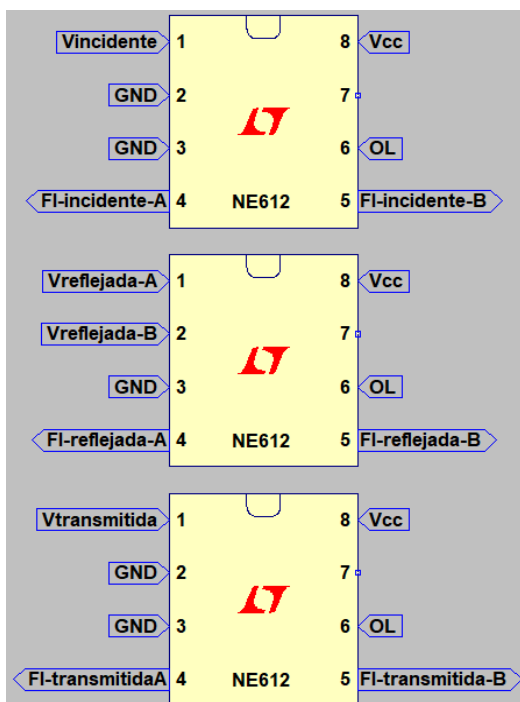 Vincidente 1 8 Vcc
GND 2 7
GND 3 6 OL
FI-incidente-A 4 NE612 5 FI-incidente-B
Vreflejada-A 1 8 Vcc
Vreflejada-B 2 7
GND 3 6 OL
FI-reflejada-A 4 NE612 5 FI-reflejada-B
Vtransmitida 1 8 Vcc
GND 2 7
GND 3 6 OL
FI-transmitidaA 4 NE612 5 FI-transmitida-B